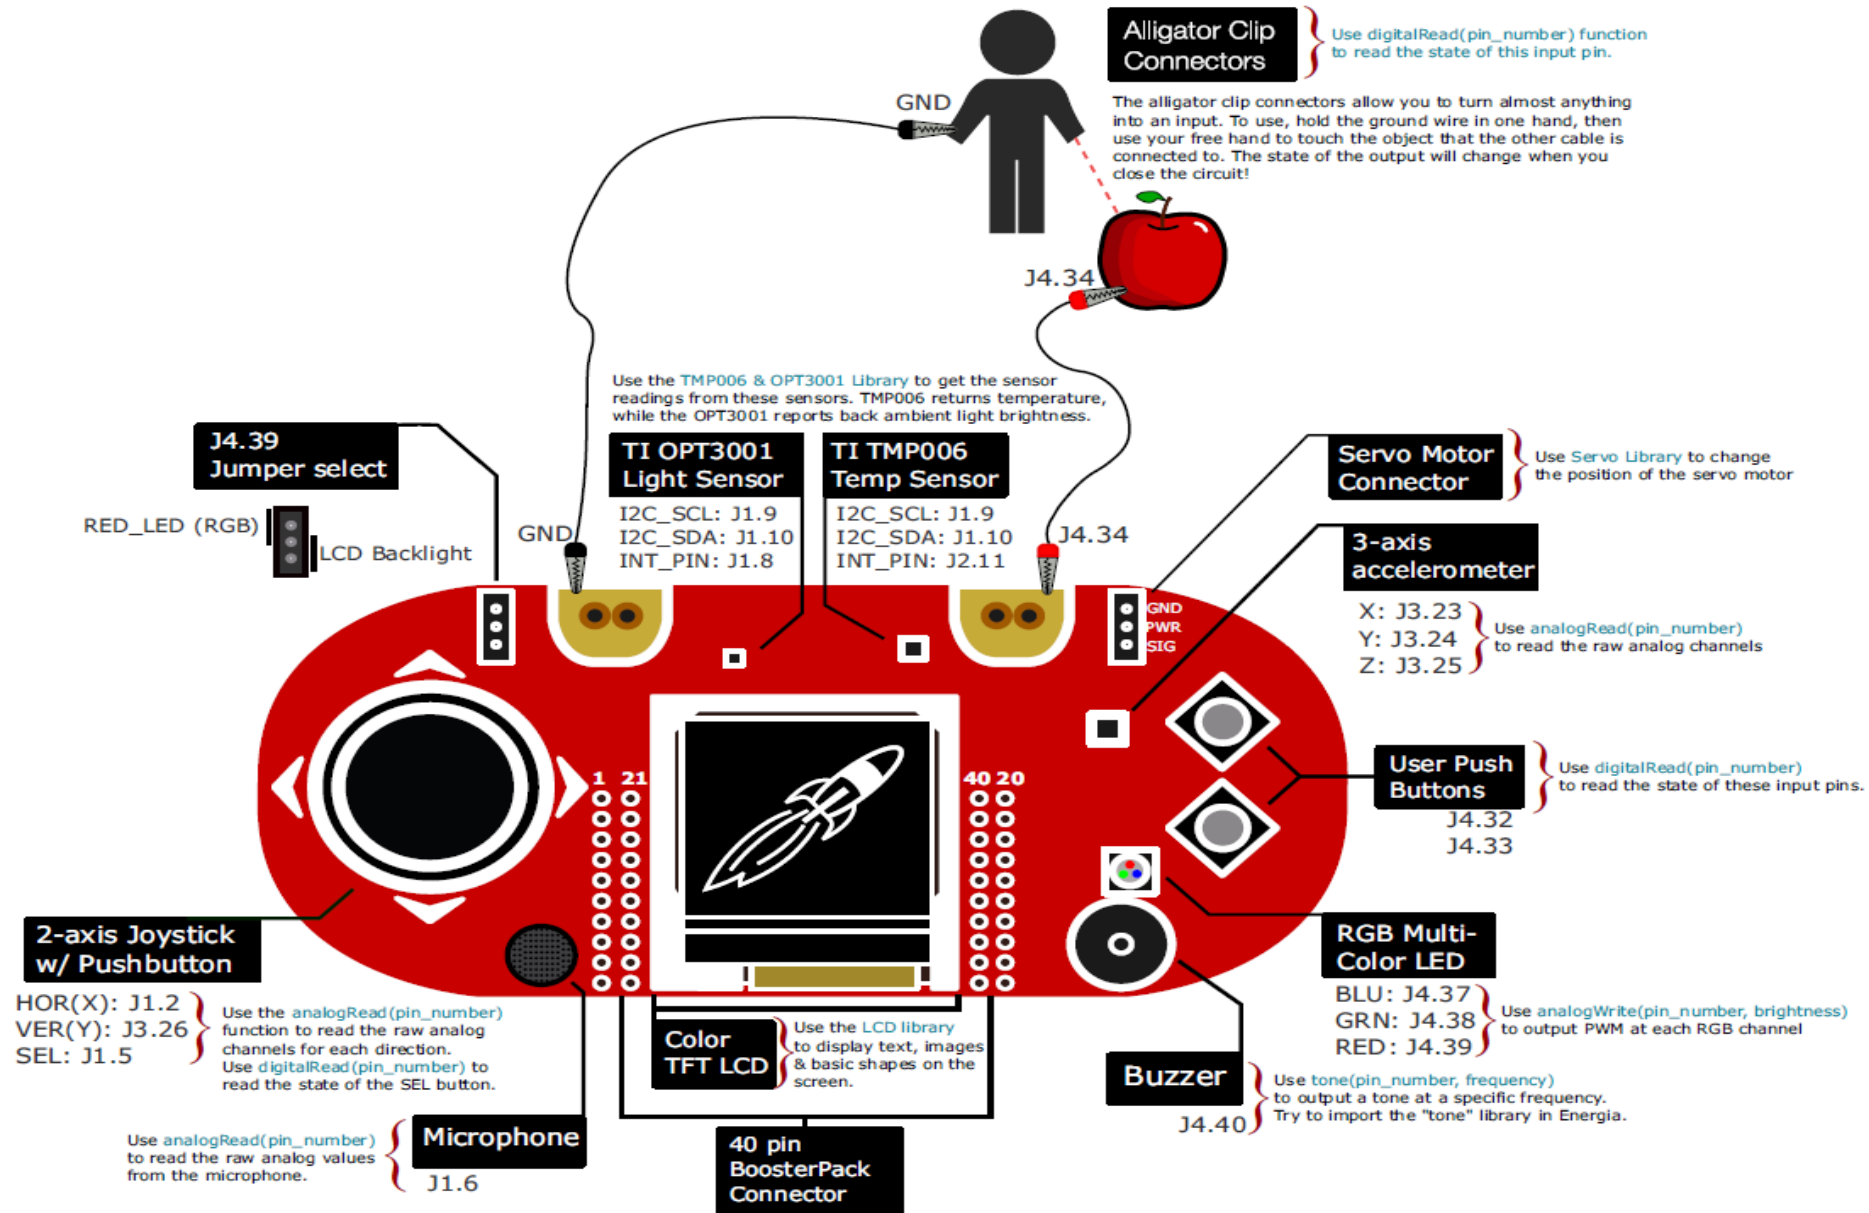 Alligator Clip
Connectors
Use digitalRead(pin_number) function
to read the state of this input pin.
GND
The alligator clip connectors allow you to turn almost anything
into an input. To use, hold the ground wire in one hand, then
use your free hand to touch the object that the other cable is
connected to. The state of the output will change when you
close the circuit!
J4.34
Use the TMP006 & OPT3001 Library to get the sensor
readings from these sensors. TMP006 returns temperature,
while the OPT3001 reports back ambient light brightness.
J4.39
Jumper select
RED_LED (RGB)
LCD Backlight
GND
TI OPT3001
Light Sensor
I2C_SCL: J1.9
I2C_SDA: J1.10
INT_PIN: J1.8
TI TMP006
Temp Sensor
I2C_SCL: J1.9
I2C_SDA: J1.10
INT_PIN: J2.11
J4.34
Servo Motor
Connector
Use Servo Library to change
the position of the servo motor
GND
PWR
SIG
3-axis
accelerometer
X: J3.23
Y: J3.24
Z: J3.25
Use analogRead(pin_number)
to read the raw analog channels
1 21
40 20
User Push
Buttons
J4.32
J4.33
Use digitalRead(pin_number)
to read the state of these input pins.
2-axis Joystick
w/ Pushbutton
HOR(X): J1.2
VER(Y): J3.26
SEL: J1.5
Use the analogRead(pin_number)
function to read the raw analog
channels for each direction.
Use digitalRead(pin_number) to
read the state of the SEL button.
Color
TFT LCD
Use the LCD library
to display text, images
& basic shapes on the
screen.
RGB Multi-
Color LED
BLU: J4.37
GRN: J4.38
RED: J4.39
Use analogWrite(pin_number, brightness)
to output PWM at each RGB channel
Buzzer
J4.40
Use tone(pin_number, frequency)
to output a tone at a specific frequency.
Try to import the "tone" library in Energia.
Use analogRead(pin_number)
to read the raw analog values
from the microphone.
Microphone
J1.6
40 pin
BoosterPack
Connector